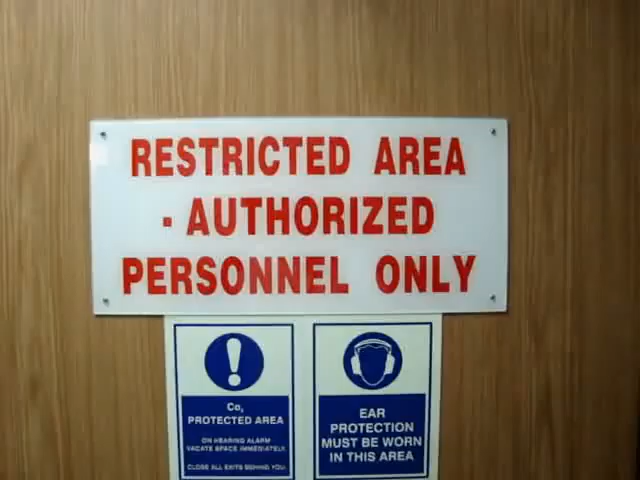 RESTRICTED AREA
- AUTHORIZED
PERSONNEL ONLY
Co₂
PROTECTED AREA
ON HEARING ALARM
VACATE SPACE IMMEDIATELY.
CLOSE ALL EXITS BEHIND YOU.
EAR
PROTECTION
MUST BE WORN
IN THIS AREA